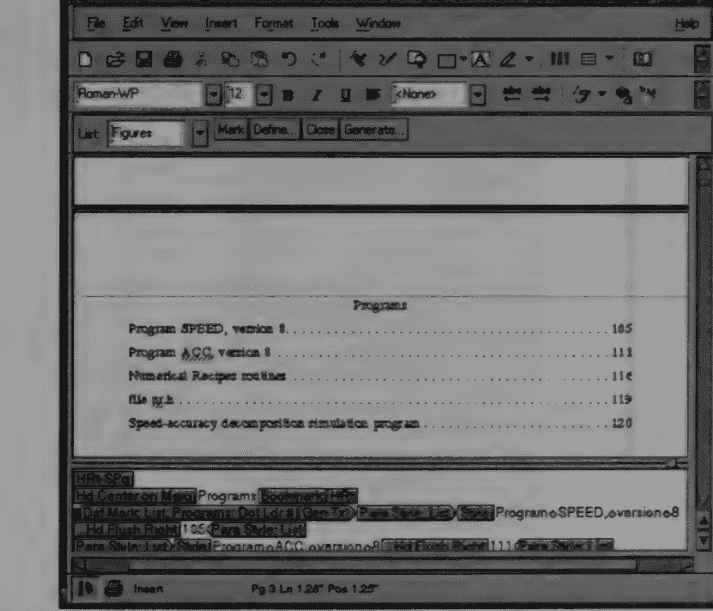 File Edit View Insert Format Tools Window Help
Roman-WP 12 B I U <None> abc abc
List: Figures Mark Define... Close Generate...
Programs
Program SPEED, version 8 ........ 105
Program ACC, version 8 ........ 111
Numerical Recipes routines ........ 116
file nr.h ........ 119
Speed-accuracy decomposition simulation program ........ 120
HRt-SPg
Hd Center on Marg Programs Bookmark HRt
Def Mark: List, Programs: Dot Ldr #| Gen Txt Para Style: List Style Program◇SPEED,◇version◇8
Hd Flush Right 105 Para Style: List
Para Style: List Style Program◇ACC,◇version◇8 Hd Flush Right 111 Para Style: List
Insert Pg 3 Ln 1.26" Pos 1.25"